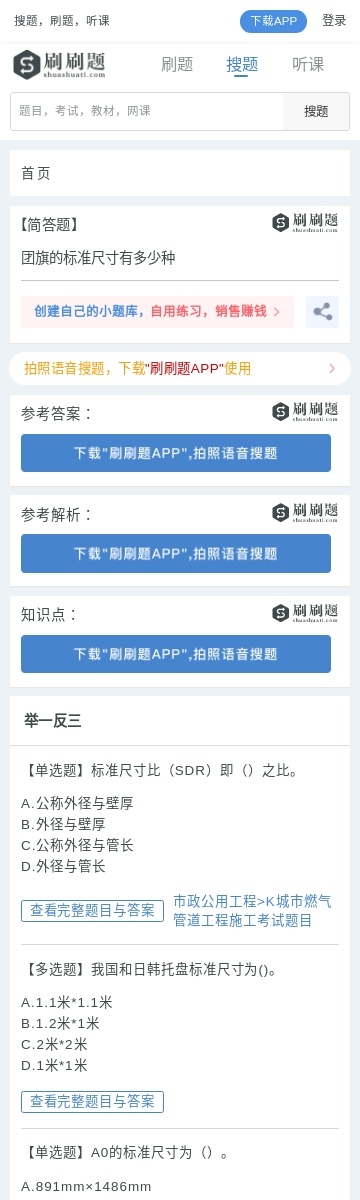 搜题，刷题，听课
下载APP
登录
刷刷题
shuashuati.com
刷题
搜题
听课
题目，考试，教材，网课
搜题
首页
【简答题】
刷刷题
shuashuati.com
团旗的标准尺寸有多少种
创建自己的小题库，自用练习，销售赚钱
拍照语音搜题，下载"刷刷题APP"使用
参考答案：
刷刷题
shuashuati.com
下载"刷刷题APP",拍照语音搜题
参考解析：
刷刷题
shuashuati.com
下载"刷刷题APP",拍照语音搜题
知识点：
刷刷题
shuashuati.com
下载"刷刷题APP",拍照语音搜题
举一反三
【单选题】标准尺寸比（SDR）即（）之比。
A.公称外径与壁厚
B.外径与壁厚
C.公称外径与管长
D.外径与管长
查看完整题目与答案
市政公用工程>K城市燃气
管道工程施工考试题目
【多选题】我国和日韩托盘标准尺寸为()。
A.1.1米*1.1米
B.1.2米*1米
C.2米*2米
D.1米*1米
查看完整题目与答案
【单选题】A0的标准尺寸为（）。
A.891mm×1486mm